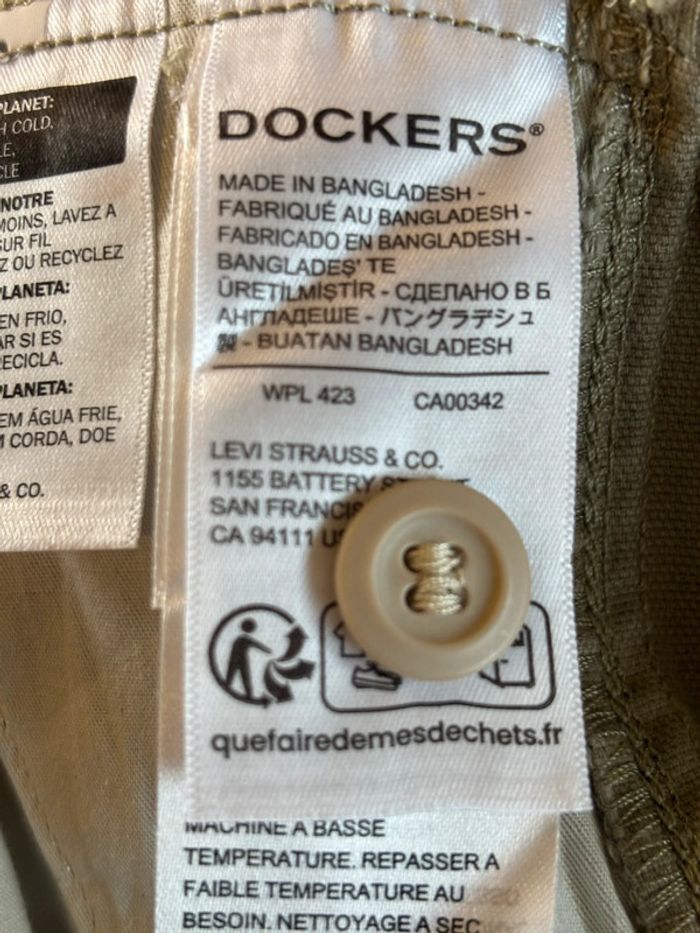 PLANET:
H COLD.
LE,
CLE
NOTRE
MOINS, LAVEZ A
SUR FIL
Z OU RECYCLEZ
PLANETA:
EN FRIO,
AR SI ES
RECICLA.
PLANETA:
EM ÁGUA FRIE,
M CORDA, DOE
& CO.
DOCKERS®
MADE IN BANGLADESH -
FABRIQUÉ AU BANGLADESH -
FABRICADO EN BANGLADESH -
BANGLADEŞ' TE
ÜRETİLMİŞTİR - СДЕЛАНО В Б
АНГЛАДЕШЕ - バングラデシュ
製 - BUATAN BANGLADESH
WPL 423 CA00342
LEVI STRAUSS & CO.
1155 BATTERY
SAN FRANCIS
CA 94111 U
quefairedemesdechets.fr
MACHINE A BASSE
TEMPERATURE. REPASSER A
FAIBLE TEMPERATURE AU
BESOIN. NETTOYAGE A SEC